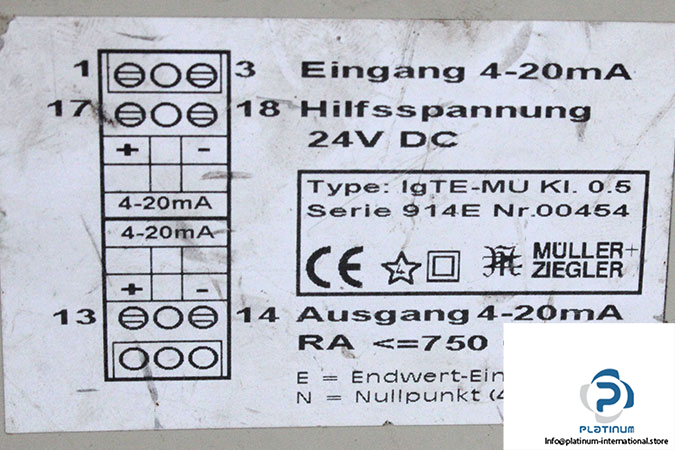 1 3 Eingang 4-20mA
17 18 Hilfsspannung
24V DC
+ -
4-20mA
4-20mA
+ -
Type: IgTE-MU Kl. 0.5
Serie 914E Nr.00454
CE MÜLLER+
ZIEGLER
13 14 Ausgang 4-20mA
RA <=750
E = Endwert-Ein
N = Nullpunkt (4
PLATINUM
Info@platinum-international.store